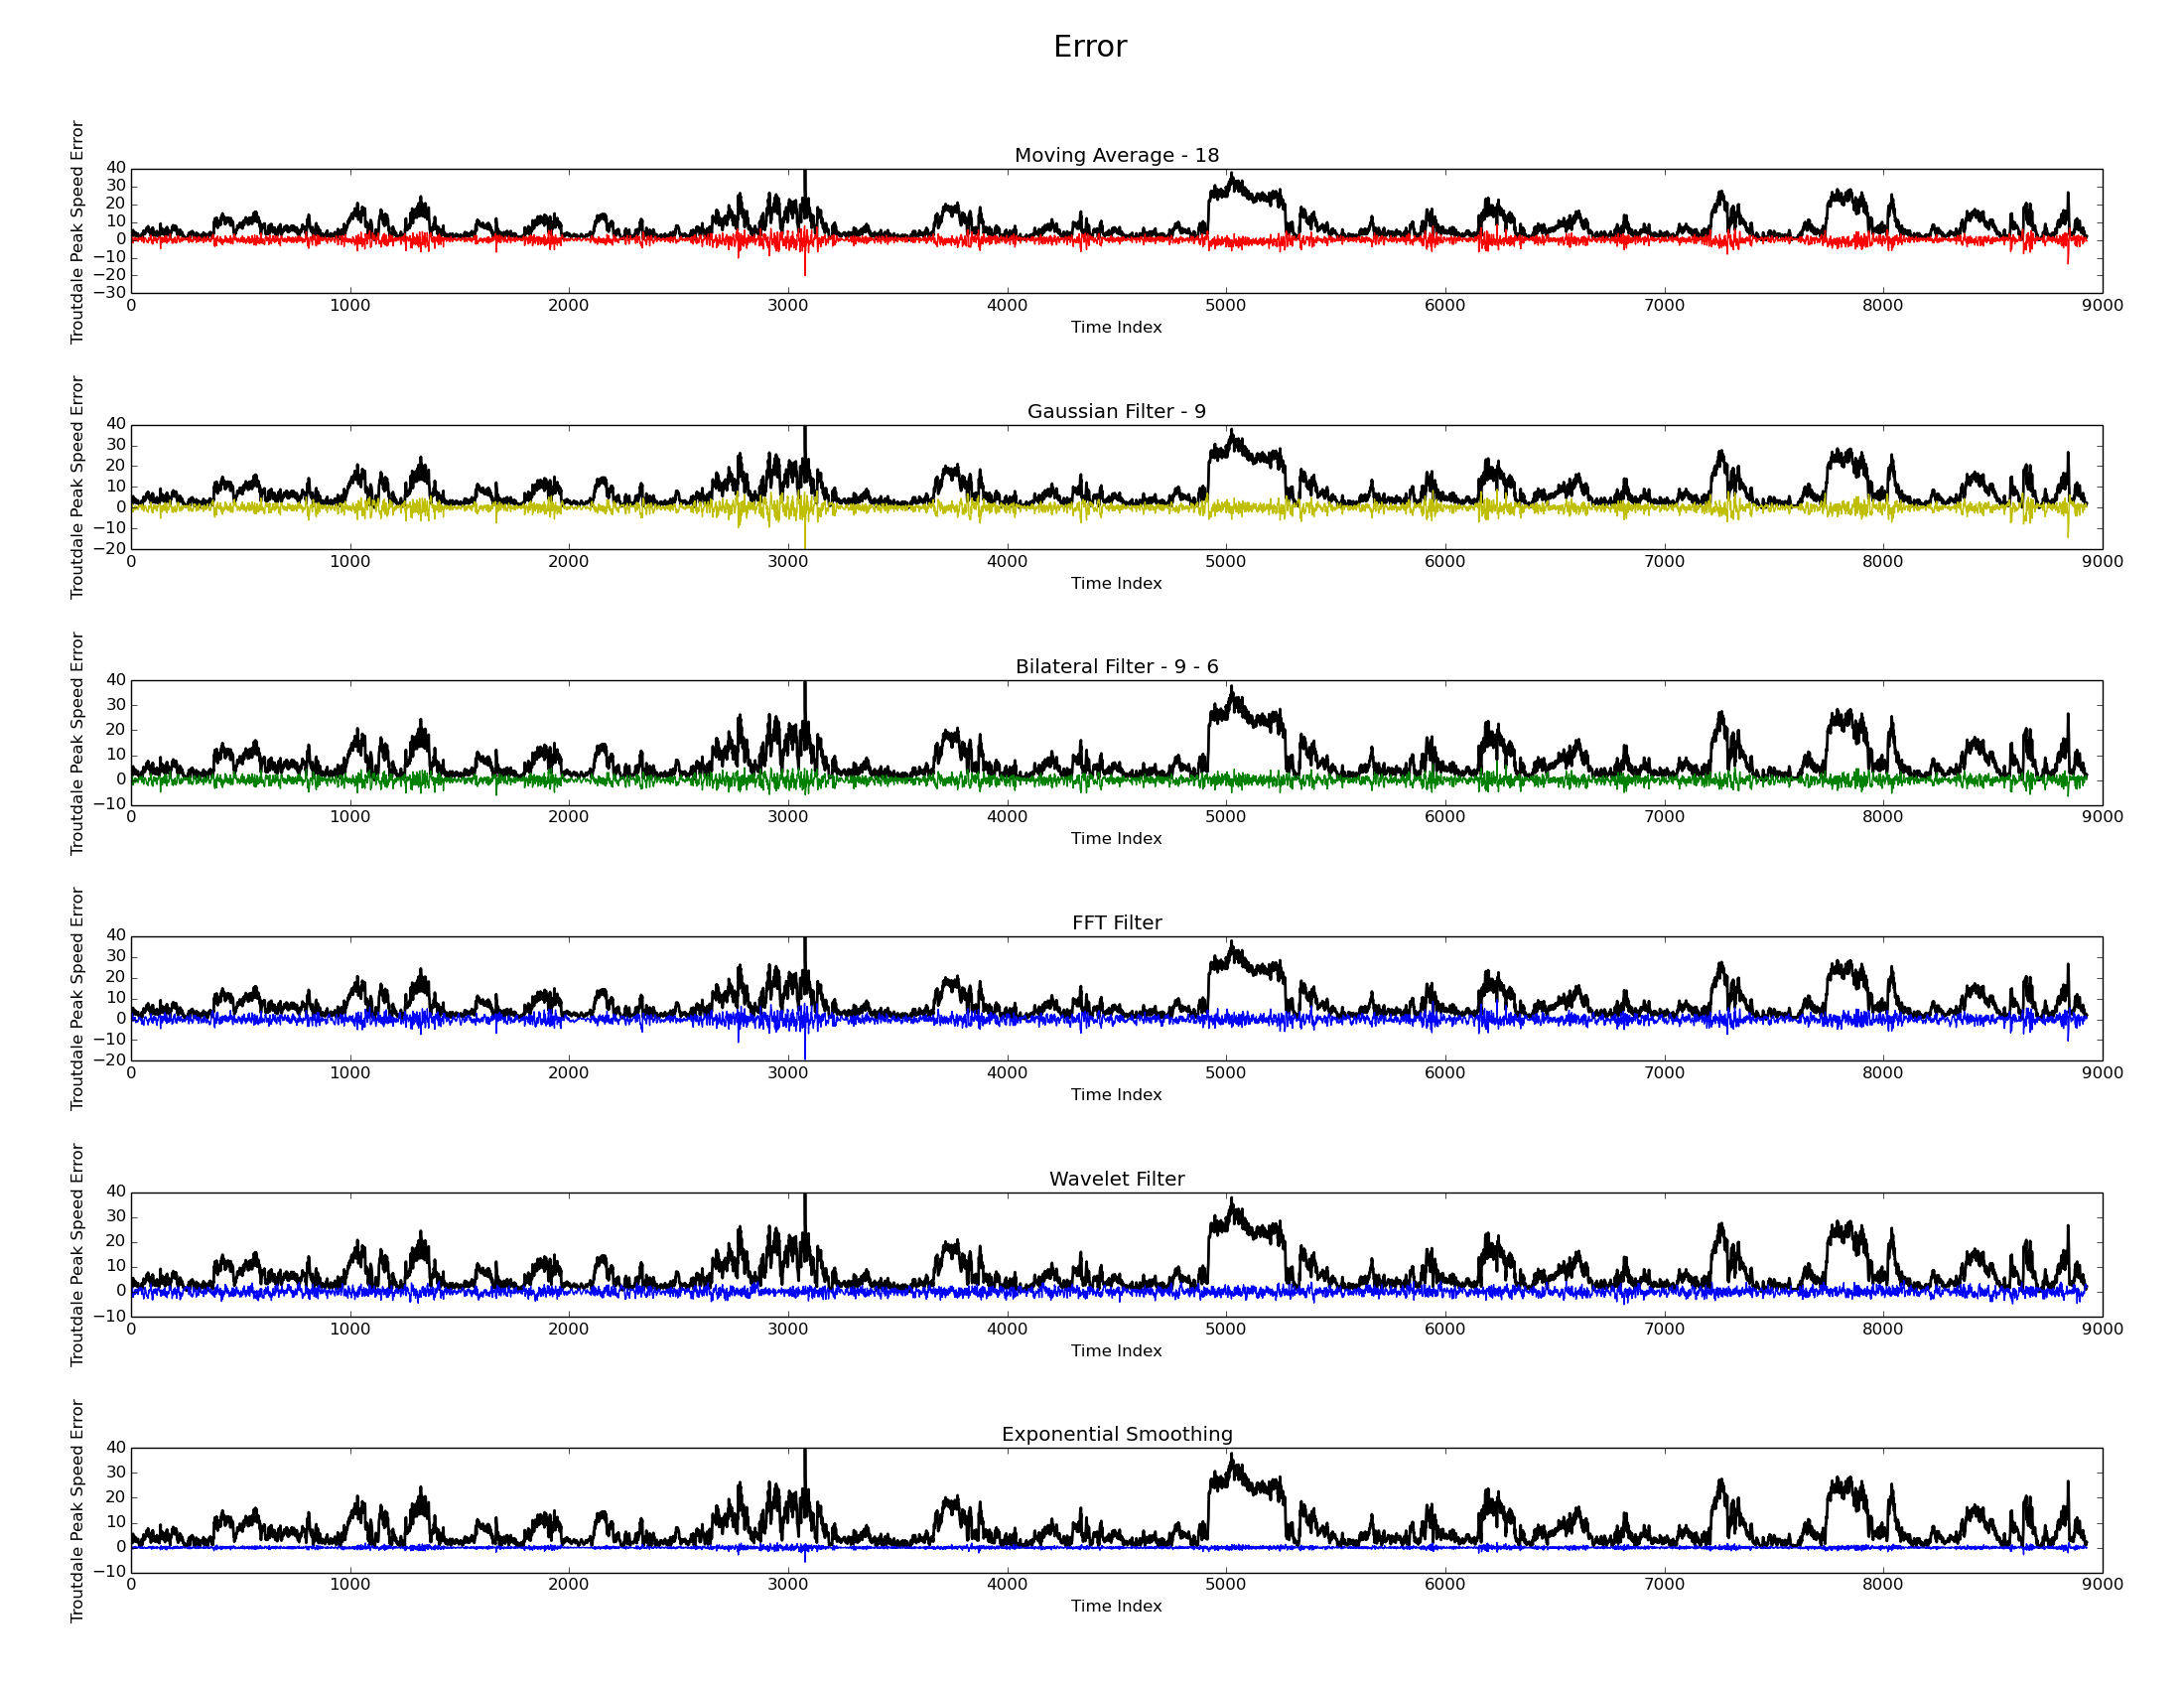 Error
Moving Average - 18
Troutdale Peak Speed Error
40
30
20
10
0
−10
−20
−30
0 1000 2000 3000 4000 5000 6000 7000 8000 9000
Time Index
Gaussian Filter - 9
Troutdale Peak Speed Error
40
30
20
10
0
−10
−20
0 1000 2000 3000 4000 5000 6000 7000 8000 9000
Time Index
Bilateral Filter - 9 - 6
Troutdale Peak Speed Error
40
30
20
10
0
−10
0 1000 2000 3000 4000 5000 6000 7000 8000 9000
Time Index
FFT Filter
Troutdale Peak Speed Error
40
30
20
10
0
−10
−20
0 1000 2000 3000 4000 5000 6000 7000 8000 9000
Time Index
Wavelet Filter
Troutdale Peak Speed Error
40
30
20
10
0
−10
0 1000 2000 3000 4000 5000 6000 7000 8000 9000
Time Index
Exponential Smoothing
Troutdale Peak Speed Error
40
30
20
10
0
−10
0 1000 2000 3000 4000 5000 6000 7000 8000 9000
Time Index